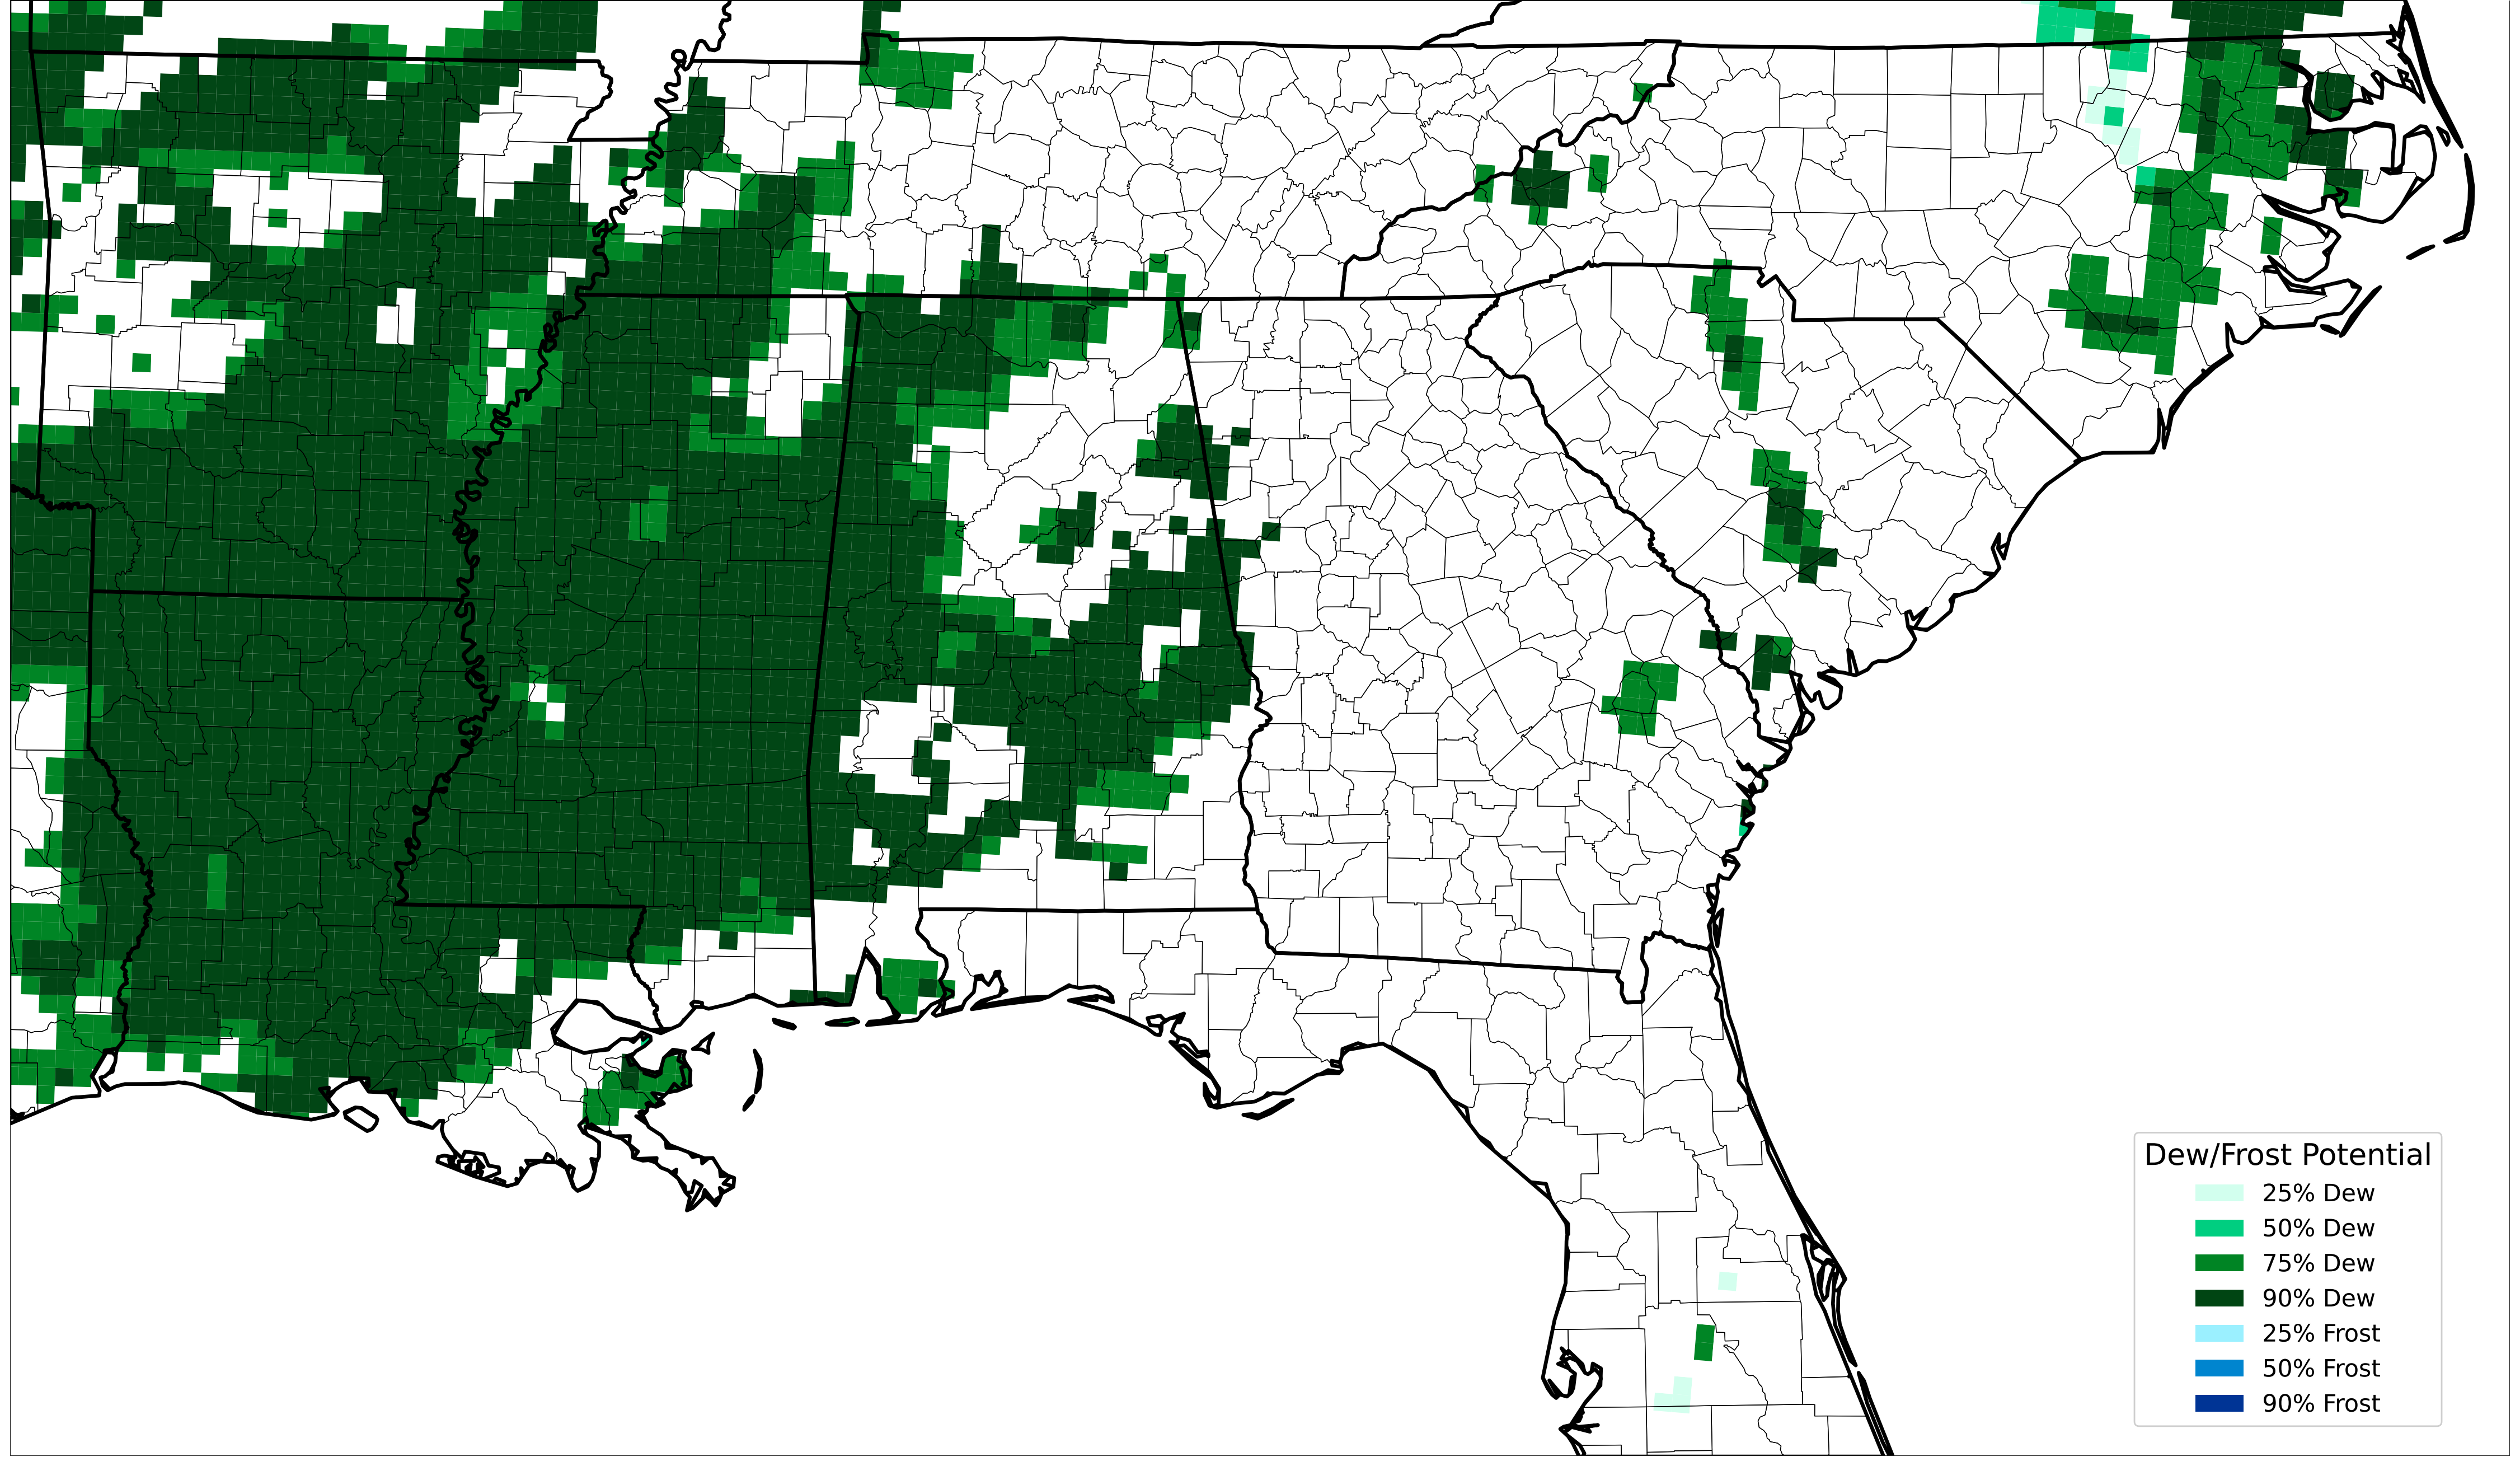 Dew/Frost Potential
25% Dew
50% Dew
75% Dew
90% Dew
25% Frost
50% Frost
90% Frost